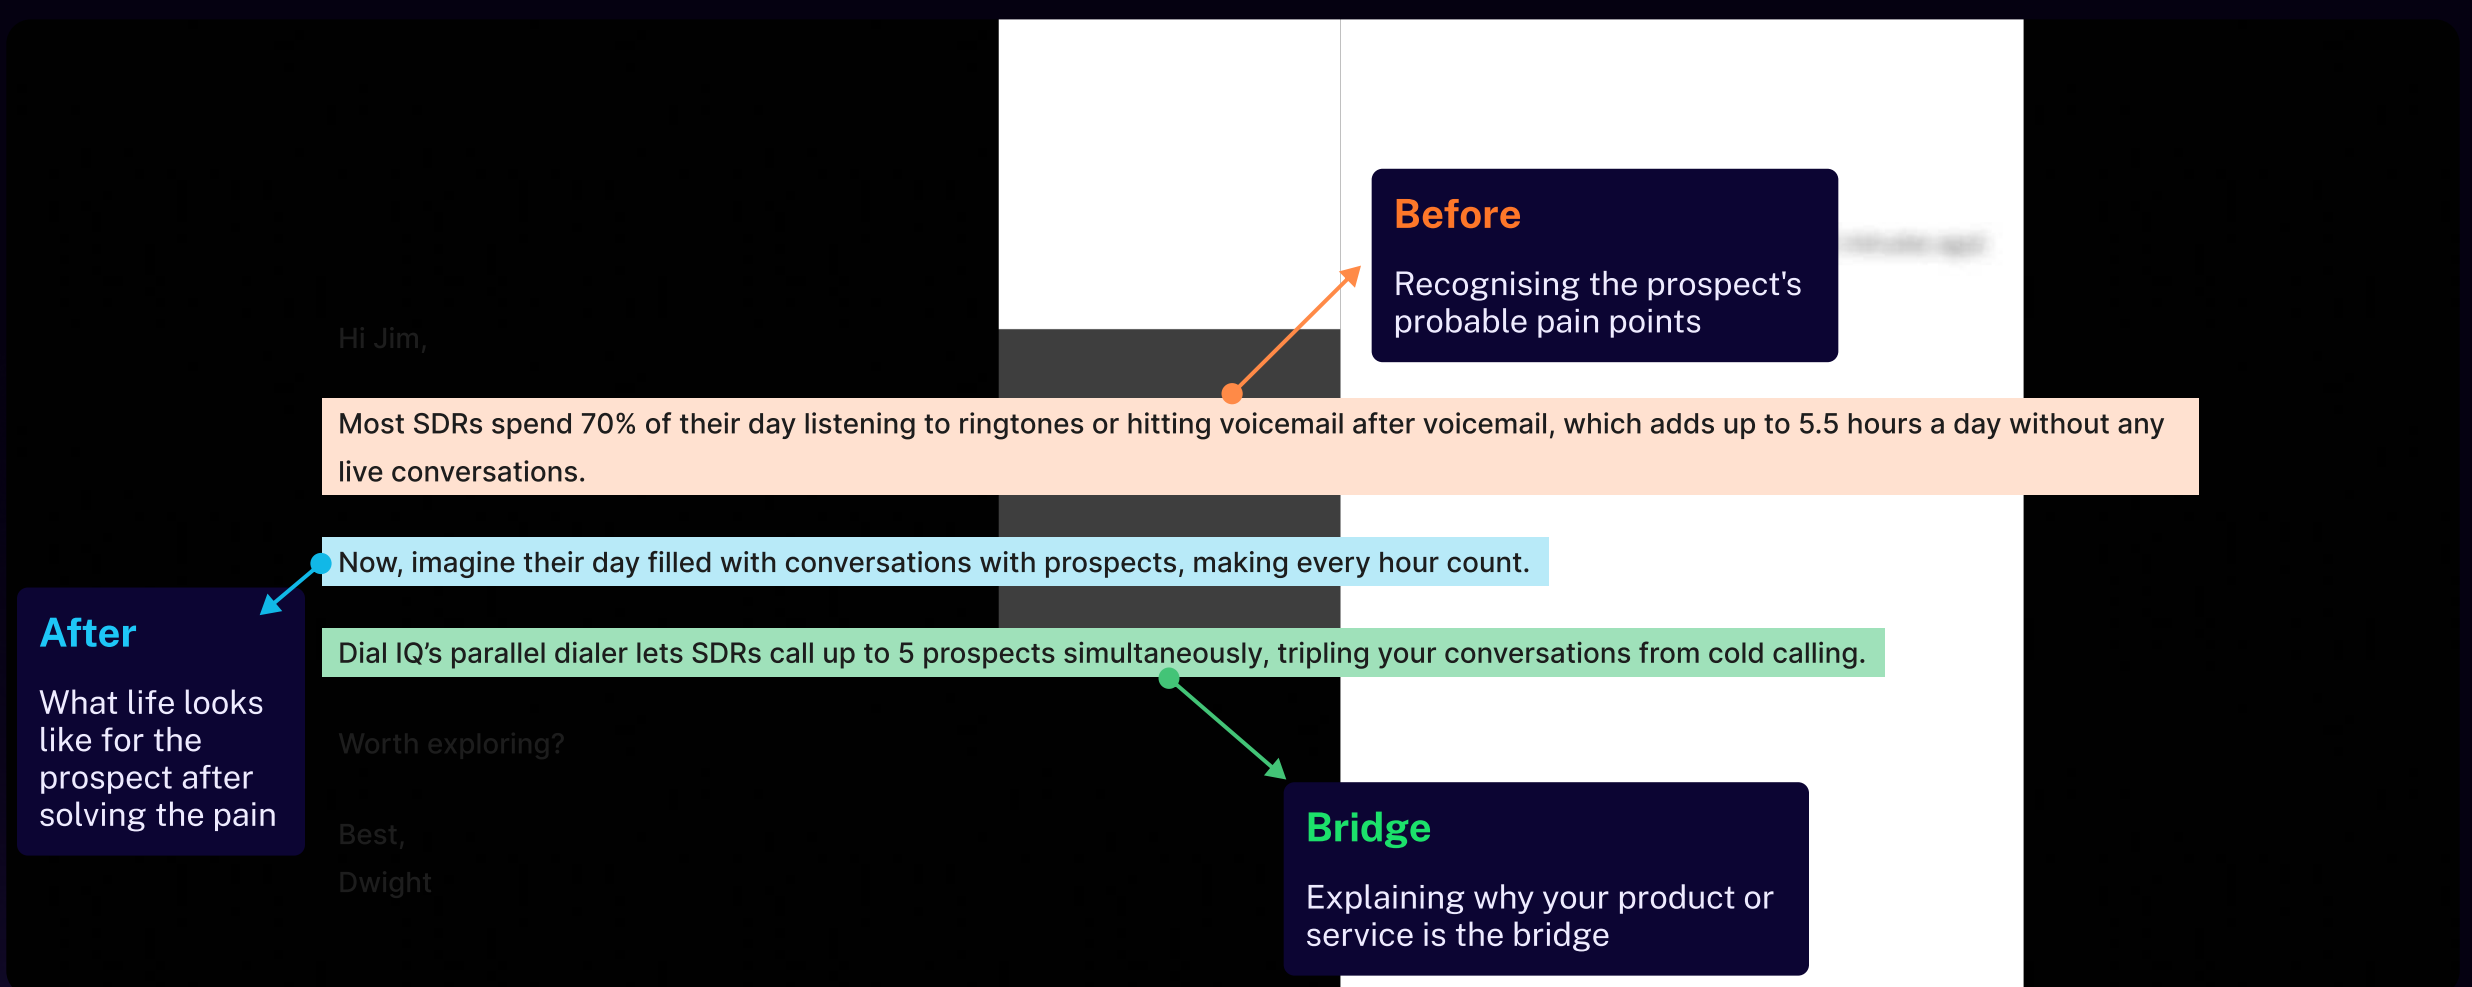 Before
Recognising the prospect's
probable pain points
Hi Jim,
Most SDRs spend 70% of their day listening to ringtones or hitting voicemail after voicemail, which adds up to 5.5 hours a day without any
live conversations.
Now, imagine their day filled with conversations with prospects, making every hour count.
After
What life looks
like for the
prospect after
solving the pain
Dial IQ’s parallel dialer lets SDRs call up to 5 prospects simultaneously, tripling your conversations from cold calling.
Worth exploring?
Bridge
Explaining why your product or
service is the bridge
Best,
Dwight